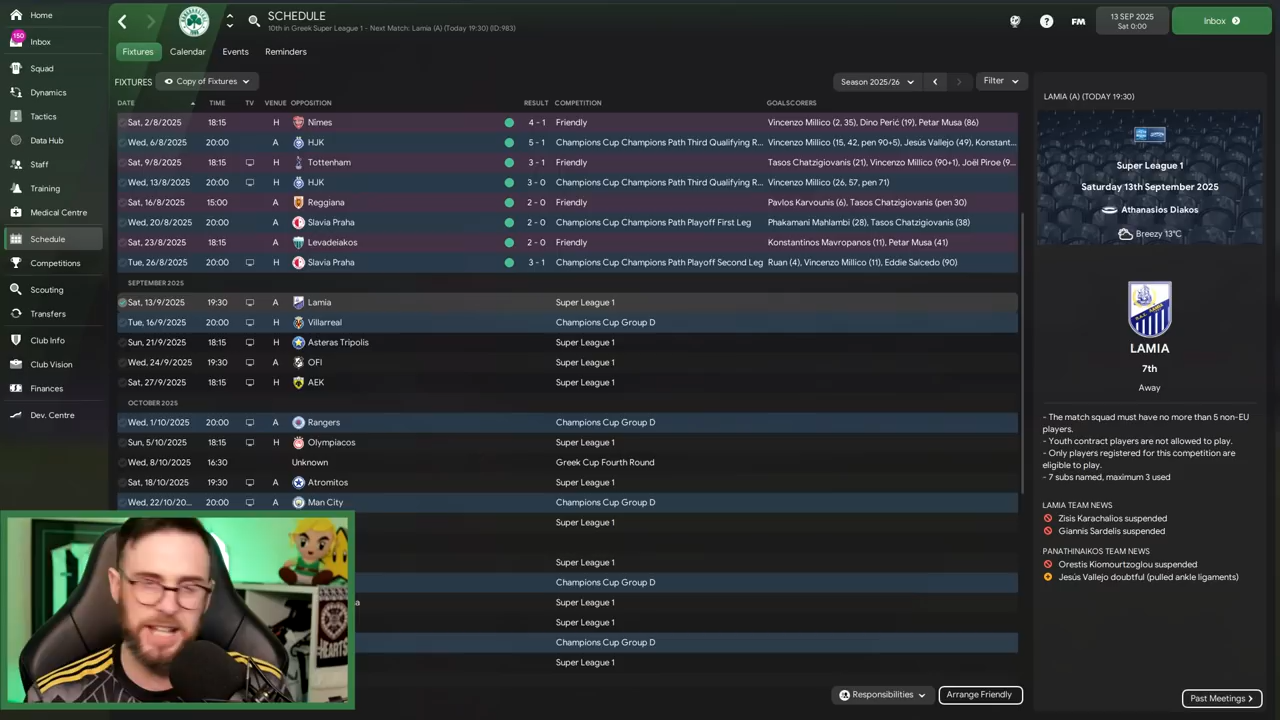 Home
150
Inbox
Squad
Dynamics
Tactics
Data Hub
Staff
Training
Medical Centre
Schedule
Competitions
Scouting
Transfers
Club Info
Club Vision
Finances
Dev. Centre
SCHEDULE
10th in Greek Super League 1 - Next Match: Lamia (A) (Today 19:30) (ID:983)
FM
13 SEP 2025
Sat 0:00
Inbox
Fixtures Calendar Events Reminders
FIXTURES Copy of Fixtures Season 2025/26 Filter
DATE TIME TV VENUE OPPOSITION RESULT COMPETITION GOALSCORERS
Sat, 2/8/2025 18:15 H Nîmes 4 - 1 Friendly Vincenzo Millico (2, 35), Dino Perić (19), Petar Musa (86)
Wed, 6/8/2025 20:00 A HJK 5 - 1 Champions Cup Champions Path Third Qualifying R... Vincenzo Millico (15, 42, pen 90+5), Jesús Vallejo (49), Konstant...
Sat, 9/8/2025 18:15 H Tottenham 3 - 1 Friendly Tasos Chatzigiovanis (21), Vincenzo Millico (90+1), Joël Piroe (9...
Wed, 13/8/2025 20:00 H HJK 3 - 0 Champions Cup Champions Path Third Qualifying R... Vincenzo Millico (26, 57, pen 71)
Sat, 16/8/2025 15:00 H Reggiana 2 - 0 Friendly Pavlos Karvounis (6), Tasos Chatzigiovanis (pen 30)
Wed, 20/8/2025 20:00 A Slavia Praha 2 - 0 Champions Cup Champions Path Playoff First Leg Phakamani Mahlambi (28), Tasos Chatzigiovanis (38)
Sat, 23/8/2025 18:15 H Levadeiakos 2 - 0 Friendly Konstantinos Mavropanos (11), Petar Musa (41)
Tue, 26/8/2025 20:00 H Slavia Praha 3 - 1 Champions Cup Champions Path Playoff Second Leg Ruan (4), Vincenzo Millico (11), Eddie Salcedo (90)
SEPTEMBER 2025
Sat, 13/9/2025 19:30 A Lamia Super League 1
Tue, 16/9/2025 20:00 H Villarreal Champions Cup Group D
Sun, 21/9/2025 18:15 H Asteras Tripolis Super League 1
Wed, 24/9/2025 19:30 A OFI Super League 1
Sat, 27/9/2025 18:15 H AEK Super League 1
OCTOBER 2025
Wed, 1/10/2025 20:00 A Rangers Champions Cup Group D
Sun, 5/10/2025 18:15 H Olympiacos Super League 1
Wed, 8/10/2025 16:30 Unknown Greek Cup Fourth Round
Sat, 18/10/2025 19:30 A Atromitos Super League 1
Wed, 22/10/20... 20:00 A Man City Champions Cup Group D
Super League 1
Super League 1
Champions Cup Group D
a Super League 1
Super League 1
Champions Cup Group D
Super League 1
HEARTS
Responsibilities Arrange Friendly
LAMIA (A) (TODAY 19:30)
Super League 1
Saturday 13th September 2025
Athanasios Diakos
Breezy 13°C
LAMIA
7th
Away
- The match squad must have no more than 5 non-EU
players.
- Youth contract players are not allowed to play.
- Only players registered for this competition are
eligible to play.
- 7 subs named, maximum 3 used
LAMIA TEAM NEWS
Zisis Karachalios suspended
Giannis Sardelis suspended
PANATHINAIKOS TEAM NEWS
Orestis Kiomourtzoglou suspended
Jesús Vallejo doubtful (pulled ankle ligaments)
Past Meetings